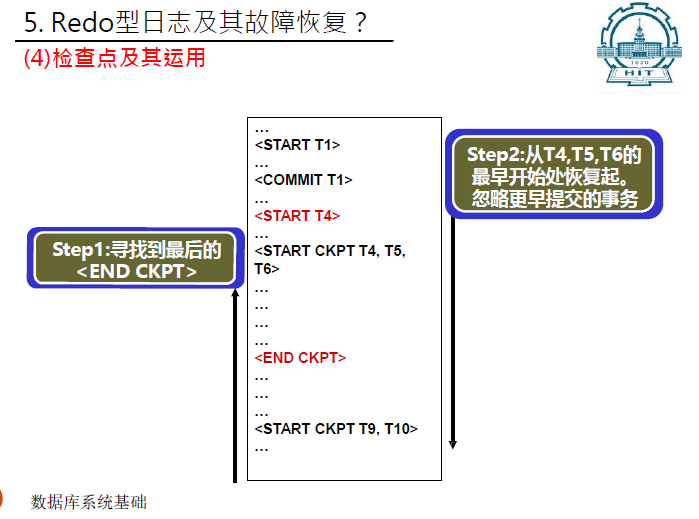 5. Redo型日志及其故障恢复？
(4)检查点及其运用
1920
HIT
...
<START T1>
...
<COMMIT T1>
...
<START T4>
...
<START CKPT T4, T5,
T6>
...
...
...
...
<END CKPT>
...
...
...
<START CKPT T9, T10>
...
Step1:寻找到最后的
<END CKPT>
Step2:从T4,T5,T6的
最早开始处恢复起。
忽略更早提交的事务
数据库系统基础